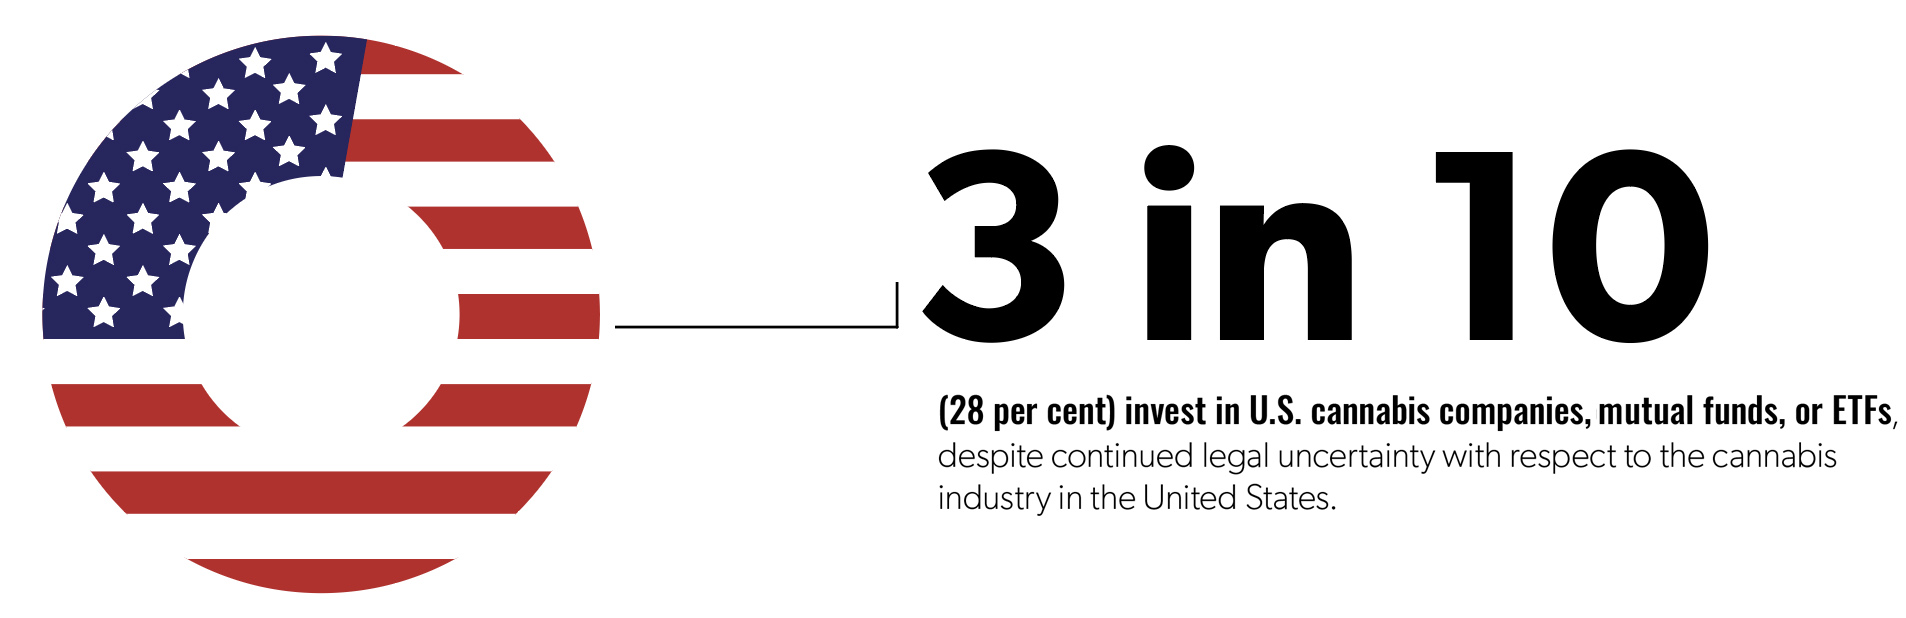 3 in 10
(28 per cent) invest in U.S. cannabis companies, mutual funds, or ETFs,
despite continued legal uncertainty with respect to the cannabis
industry in the United States.